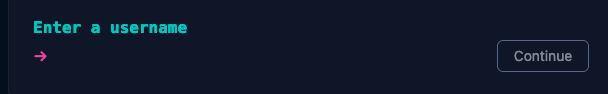 Enter a username
→
Continue